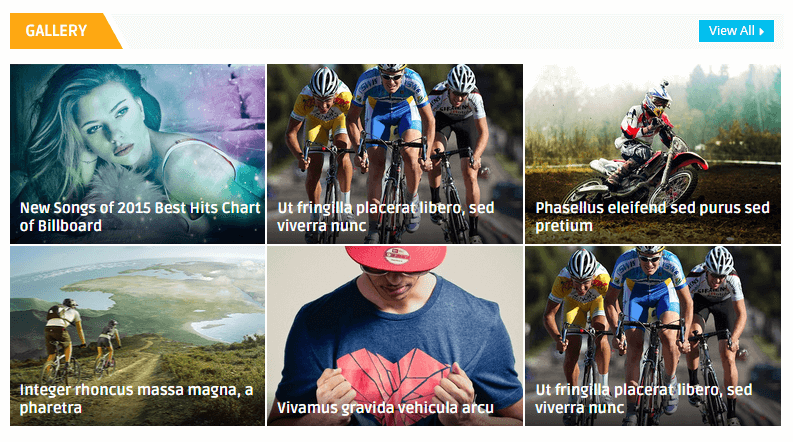 GALLERY
View All
New Songs of 2015 Best Hits Chart
of Billboard
Ut fringilla placerat libero, sed
viverra nunc
Phasellus eleifend sed purus sed
pretium
Integer rhoncus massa magna, a
pharetra
Vivamus gravida vehicula arcu
Ut fringilla placerat libero, sed
viverra nunc